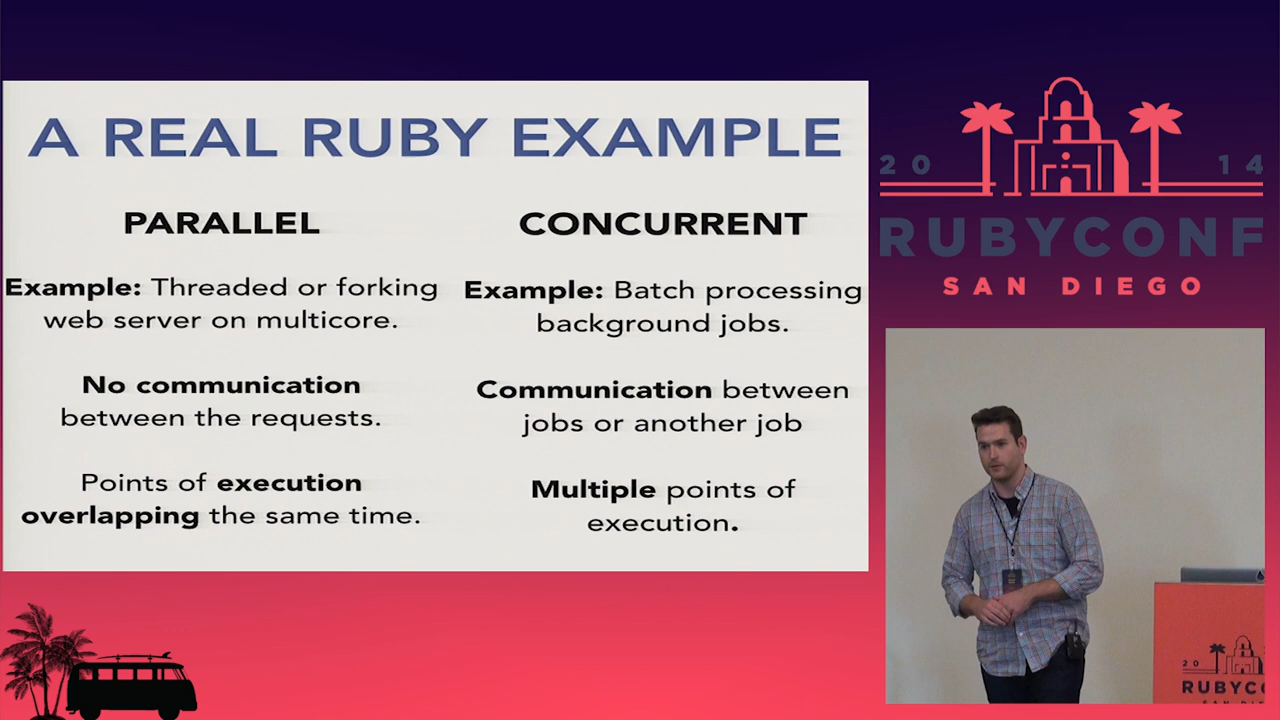 A REAL RUBY EXAMPLE
PARALLEL
Example: Threaded or forking
web server on multicore.
No communication
between the requests.
Points of execution
overlapping the same time.
CONCURRENT
Example: Batch processing
background jobs.
Communication between
jobs or another job
Multiple points of
execution.
20 14
RUBYCONF
SAN DIEGO
20
RUBYC